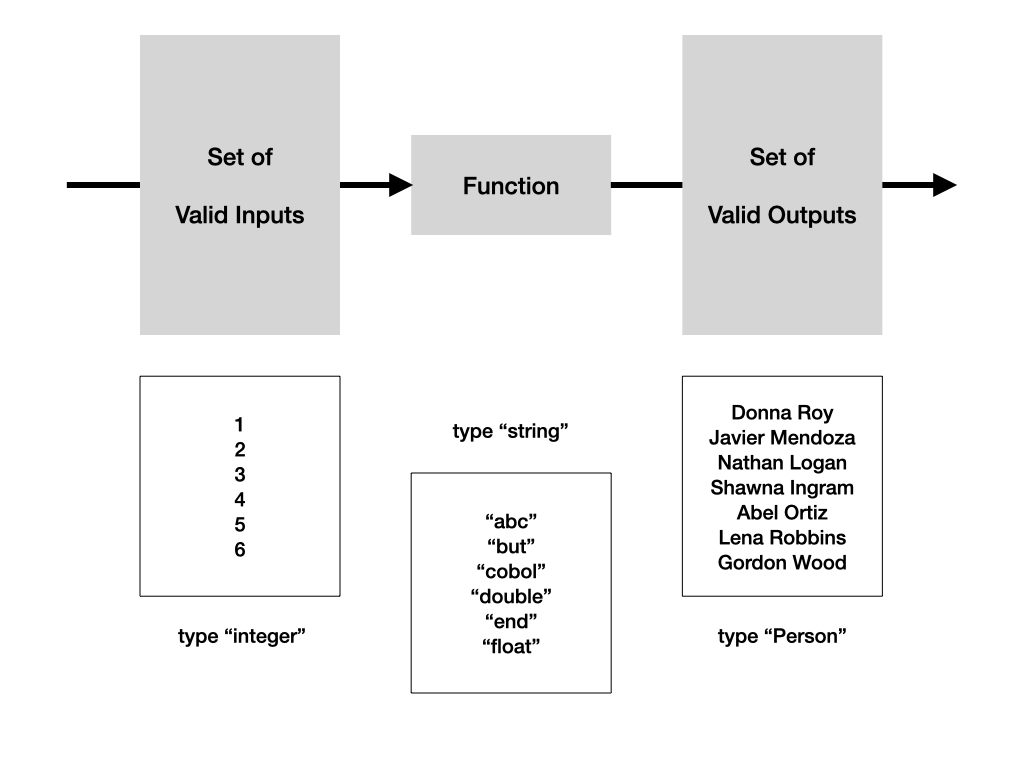 Set of
Valid Inputs
Function
Set of
Valid Outputs
1
2
3
4
5
6
type “integer”
type “string”
“abc”
“but”
“cobol”
“double”
“end”
“float”
Donna Roy
Javier Mendoza
Nathan Logan
Shawna Ingram
Abel Ortiz
Lena Robbins
Gordon Wood
type “Person”